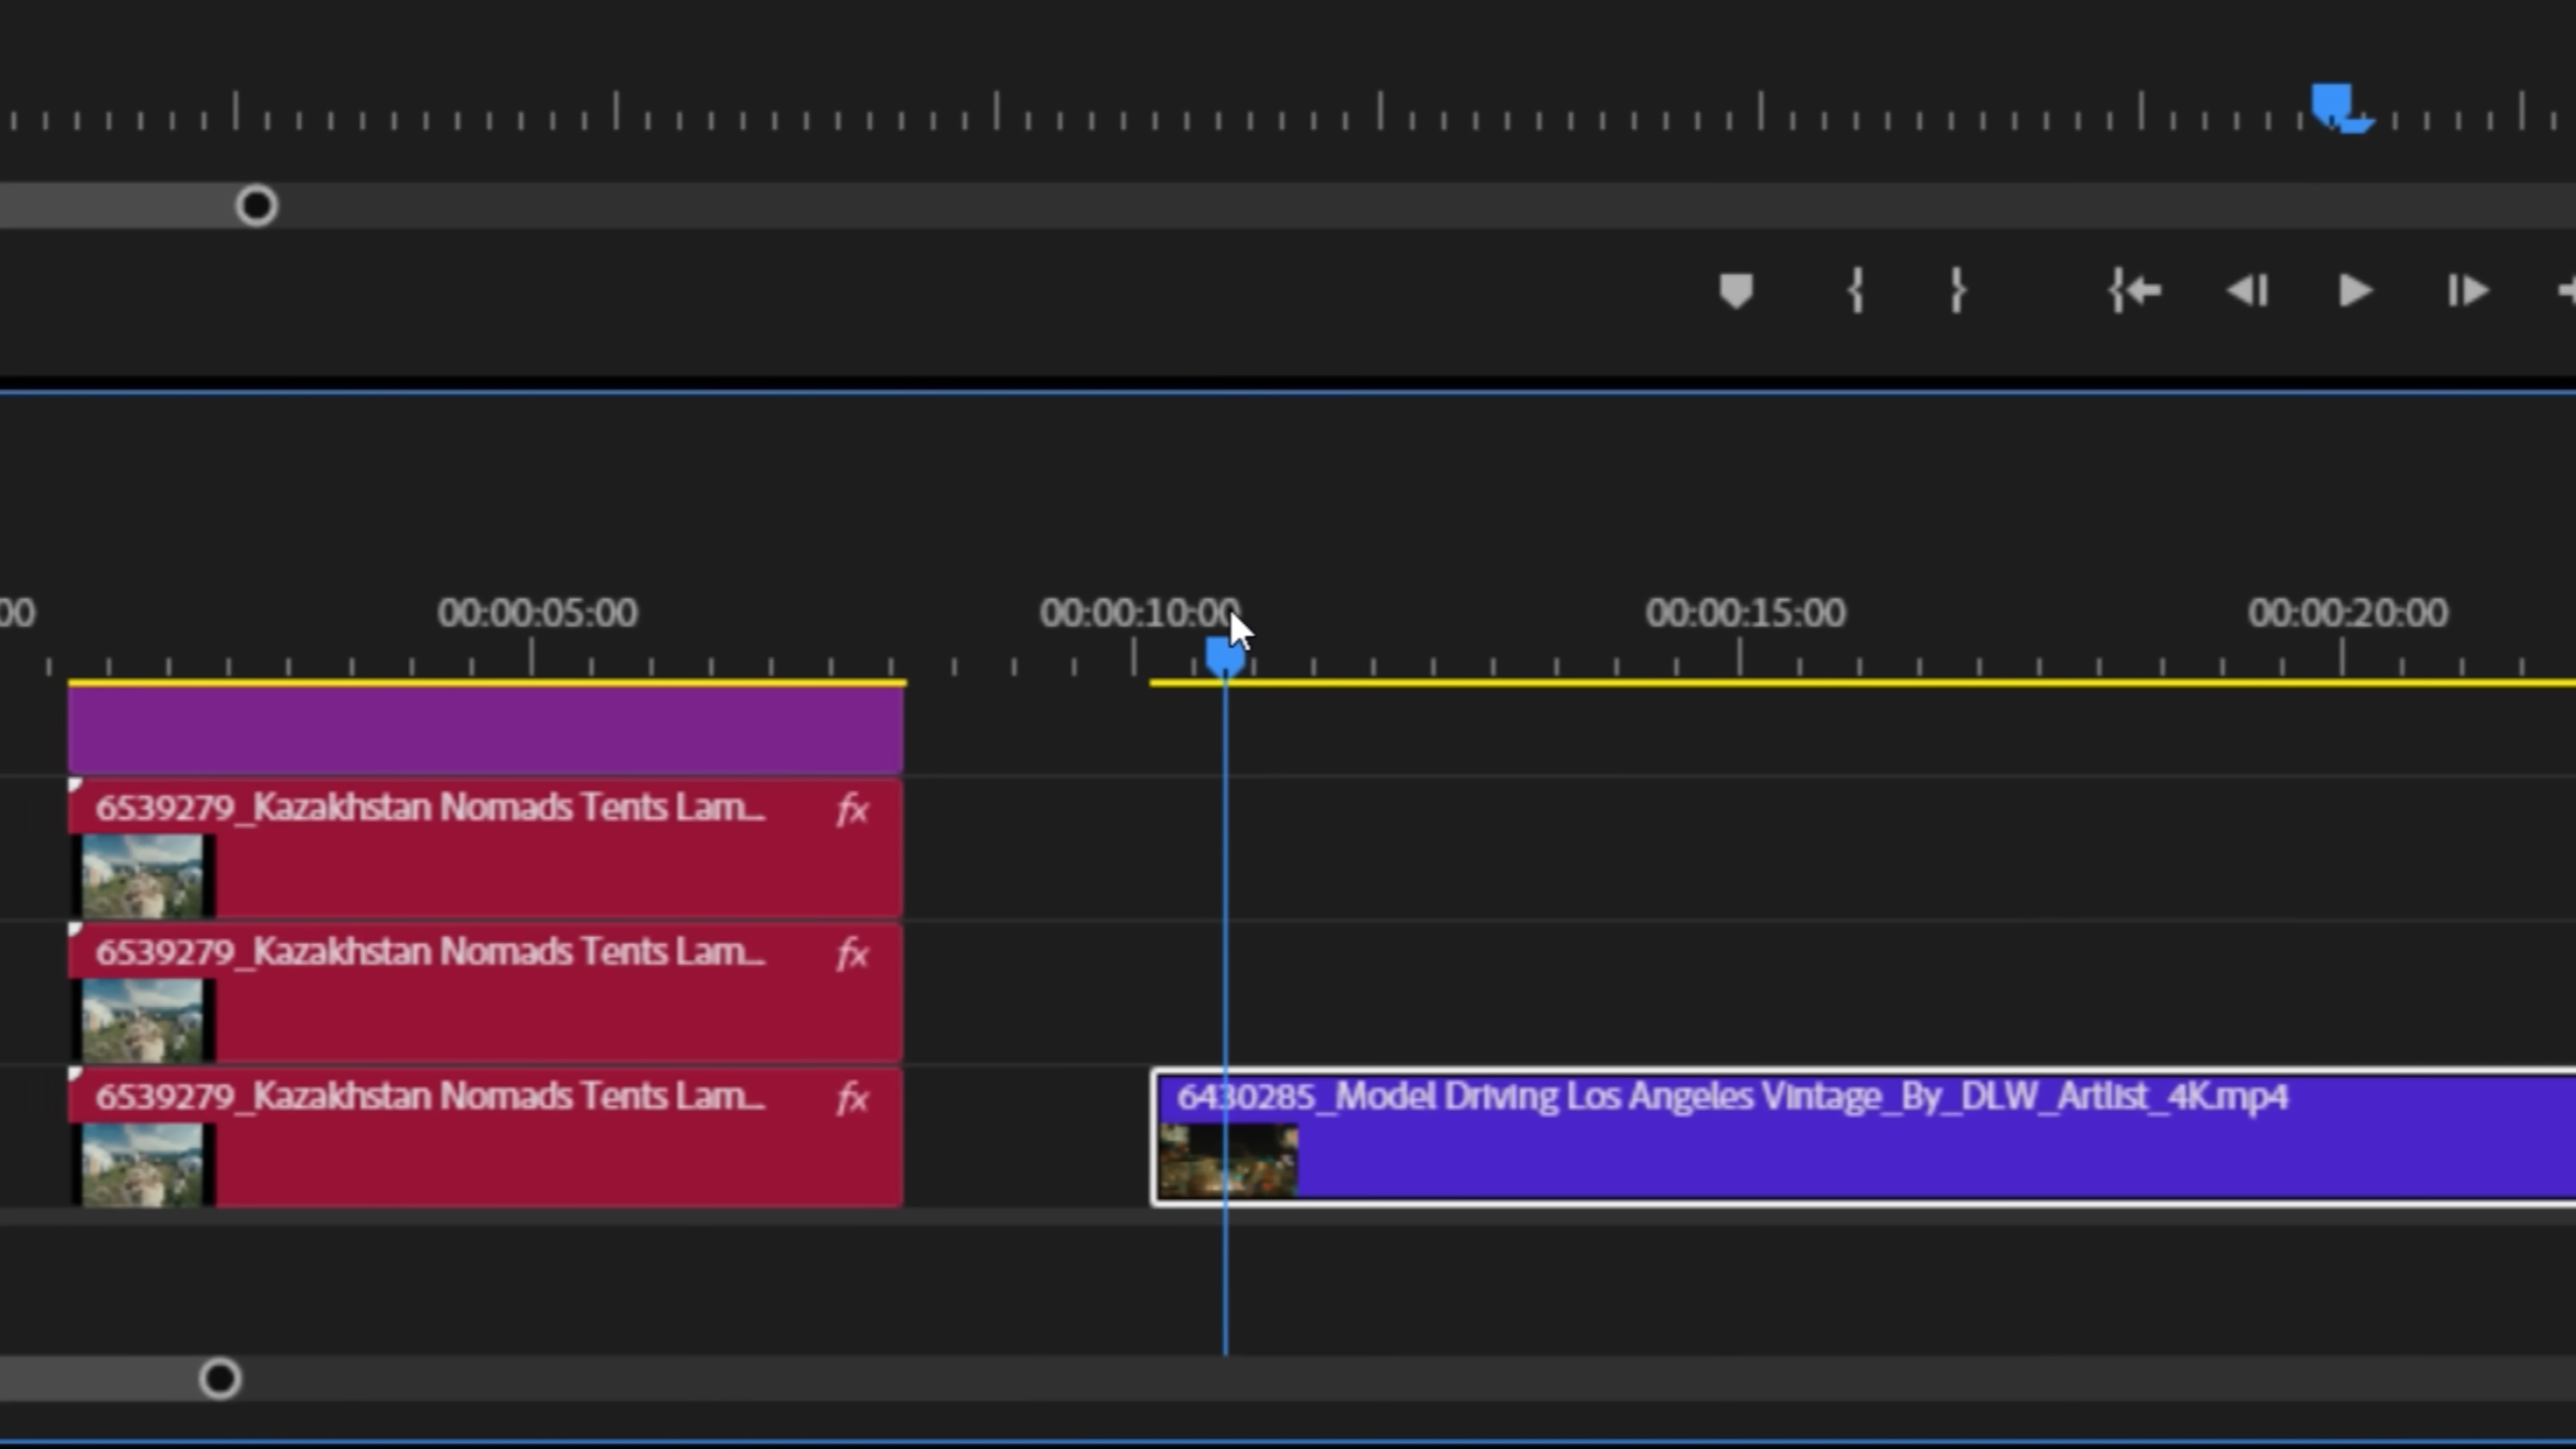 00
00:00:05:00
00:00:10:00
00:00:15:00
00:00:20:00
6539279_Kazakhstan Nomads Tents Lam... fx
6539279_Kazakhstan Nomads Tents Lam... fx
6539279_Kazakhstan Nomads Tents Lam... fx
6430285_Model Driving Los Angeles Vintage_By_DLW_Artlist_4K.mp4